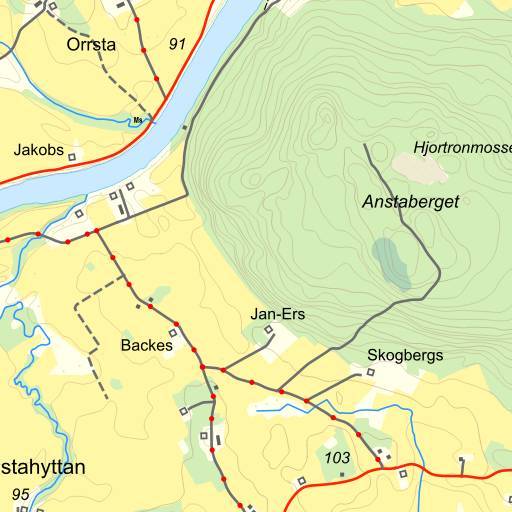 Orrsta
91
Ms
Jakobs
Hjortronmosse
Anstaberget
Jan-Ers
Backes
Skogbergs
stahyttan
103
95